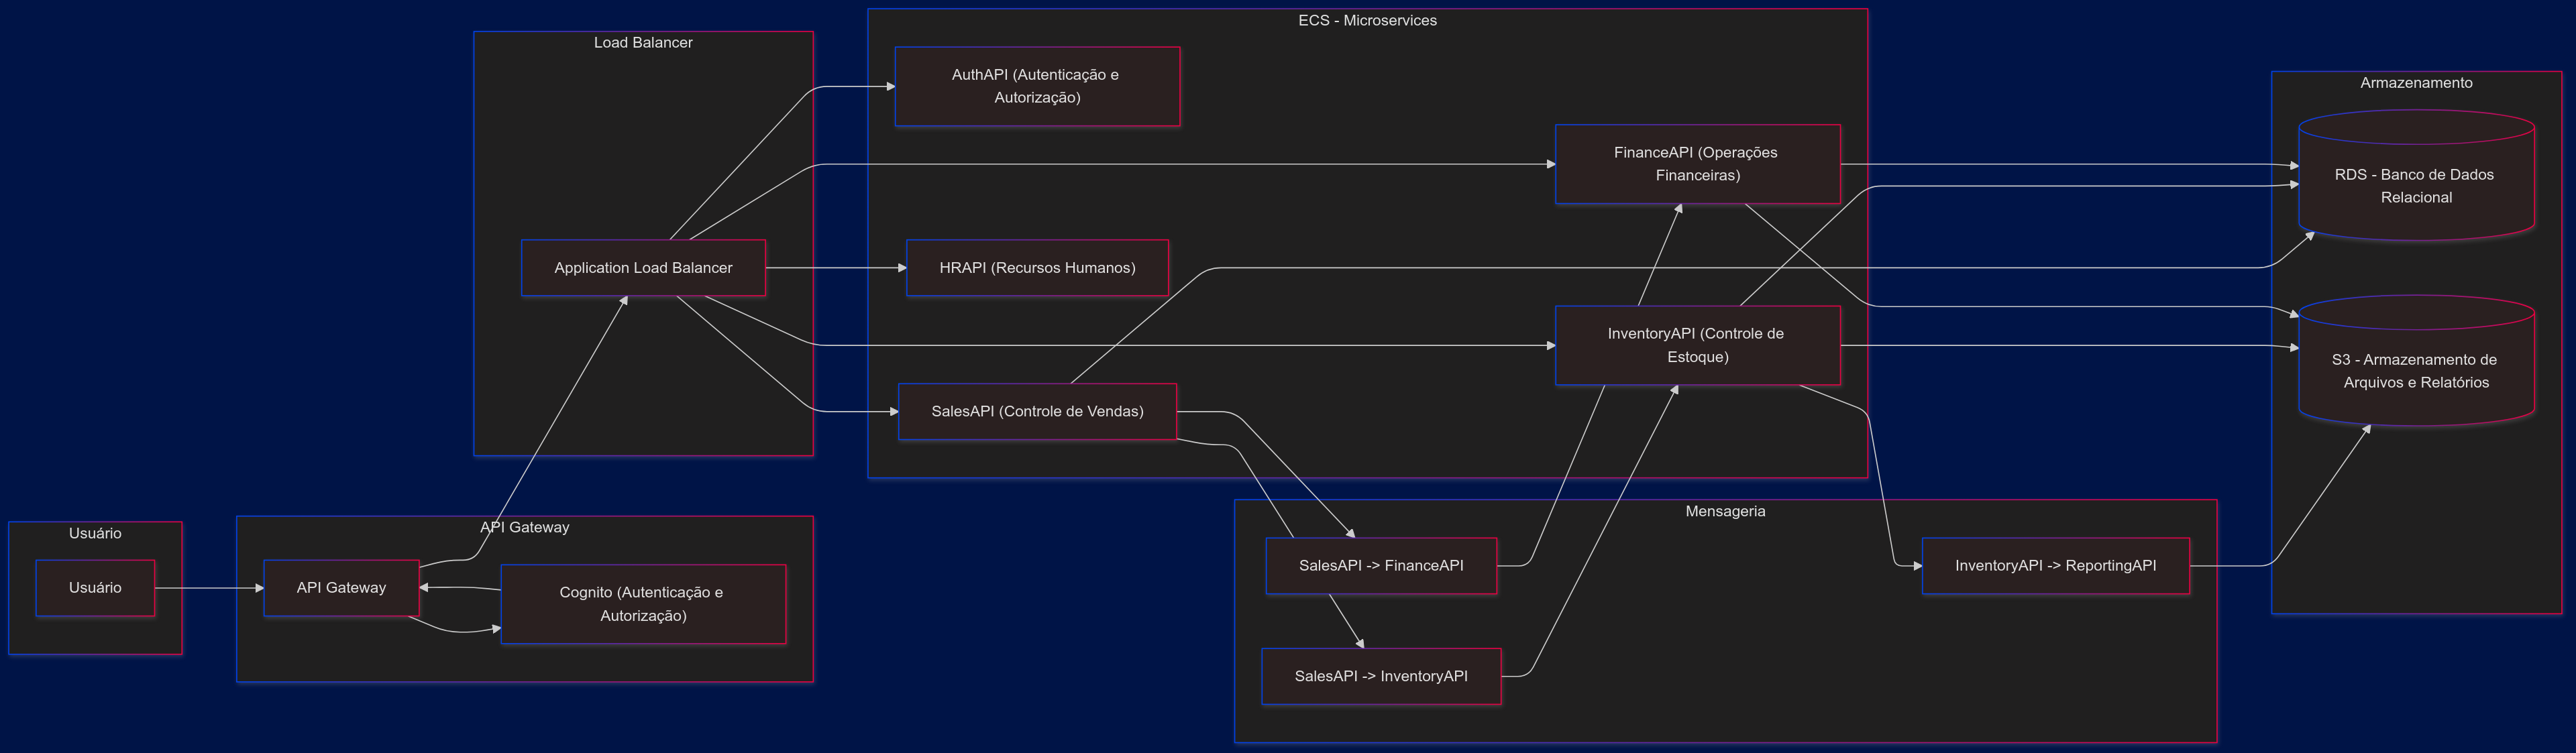 Usuário
Usuário
API Gateway
API Gateway
Cognito (Autenticação e
Autorização)
Load Balancer
Application Load Balancer
ECS - Microservices
AuthAPI (Autenticação e
Autorização)
FinanceAPI (Operações
Financeiras)
HRAPI (Recursos Humanos)
InventoryAPI (Controle de
Estoque)
SalesAPI (Controle de Vendas)
Mensageria
SalesAPI -> FinanceAPI
InventoryAPI -> ReportingAPI
SalesAPI -> InventoryAPI
Armazenamento
RDS - Banco de Dados
Relacional
S3 - Armazenamento de
Arquivos e Relatórios